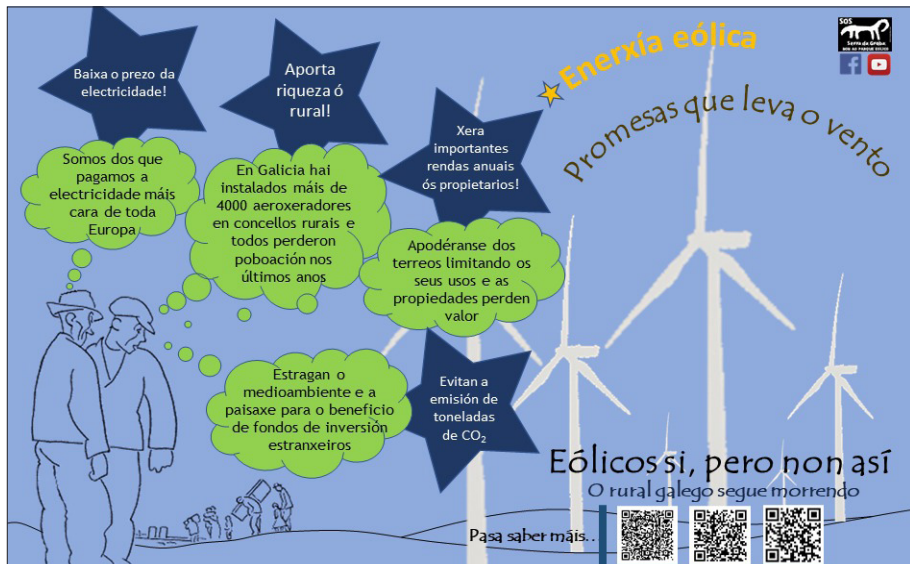 SOS
Serra da Groba
Enerxía eólica
Promesas que leva o vento
Baixa o prezo da
electricidade!
Somos dos que
pagamos a
electricidade máis
cara de toda
Europa
Aporta
riqueza ó
rural!
En Galicia hai
instalados máis de
4000 aeroxeradores
en concellos rurais e
todos perderon
poboación nos
últimos anos
Xera
importantes
rendas anuais
ós propietarios!
Apodéranse dos
terreos limitando os
seus usos e as
propiedades perden
valor
Evitan a
emisión de
toneladas
de CO₂
Estragan o
medioambiente e a
paisaxe para o beneficio
de fondos de inversión
estranxeiros
Eólicos si, pero non así
O rural galego segue morrendo
Pasa saber máis...